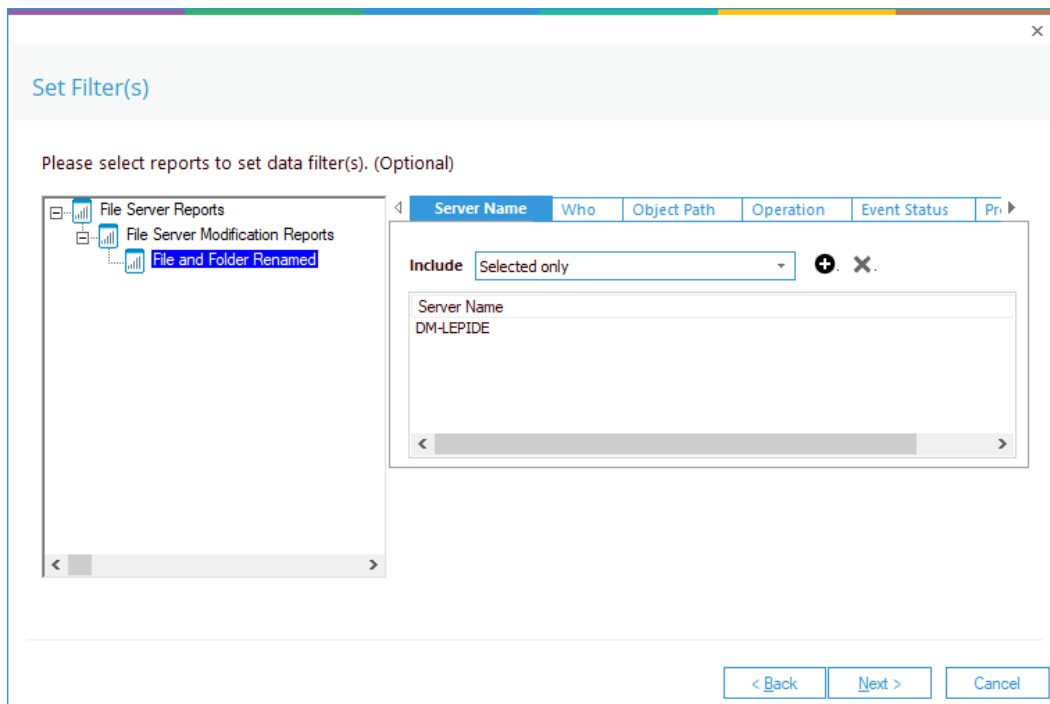 Set Filter(s)
Please select reports to set data filter(s). (Optional)
File Server Reports
File Server Modification Reports
File and Folder Renamed
Server Name Who Object Path Operation Event Status Pr
Include Selected only
Server Name
DM-LEPIDE
< Back Next > Cancel